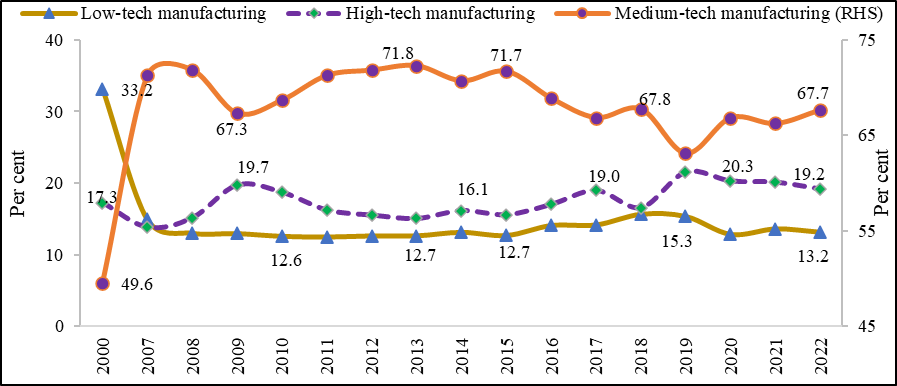 Low-tech manufacturing High-tech manufacturing Medium-tech manufacturing (RHS)
40 75
71.8 71.7
33.2 67.8 67.7
30 67.3 65
19.7 20.3
20 17.3 16.1 19.0 19.2
55
10 12.6 12.7 12.7 15.3 13.2
49.6
0 45
Per cent
Per cent
2000 2007 2008 2009 2010 2011 2012 2013 2014 2015 2016 2017 2018 2019 2020 2021 2022